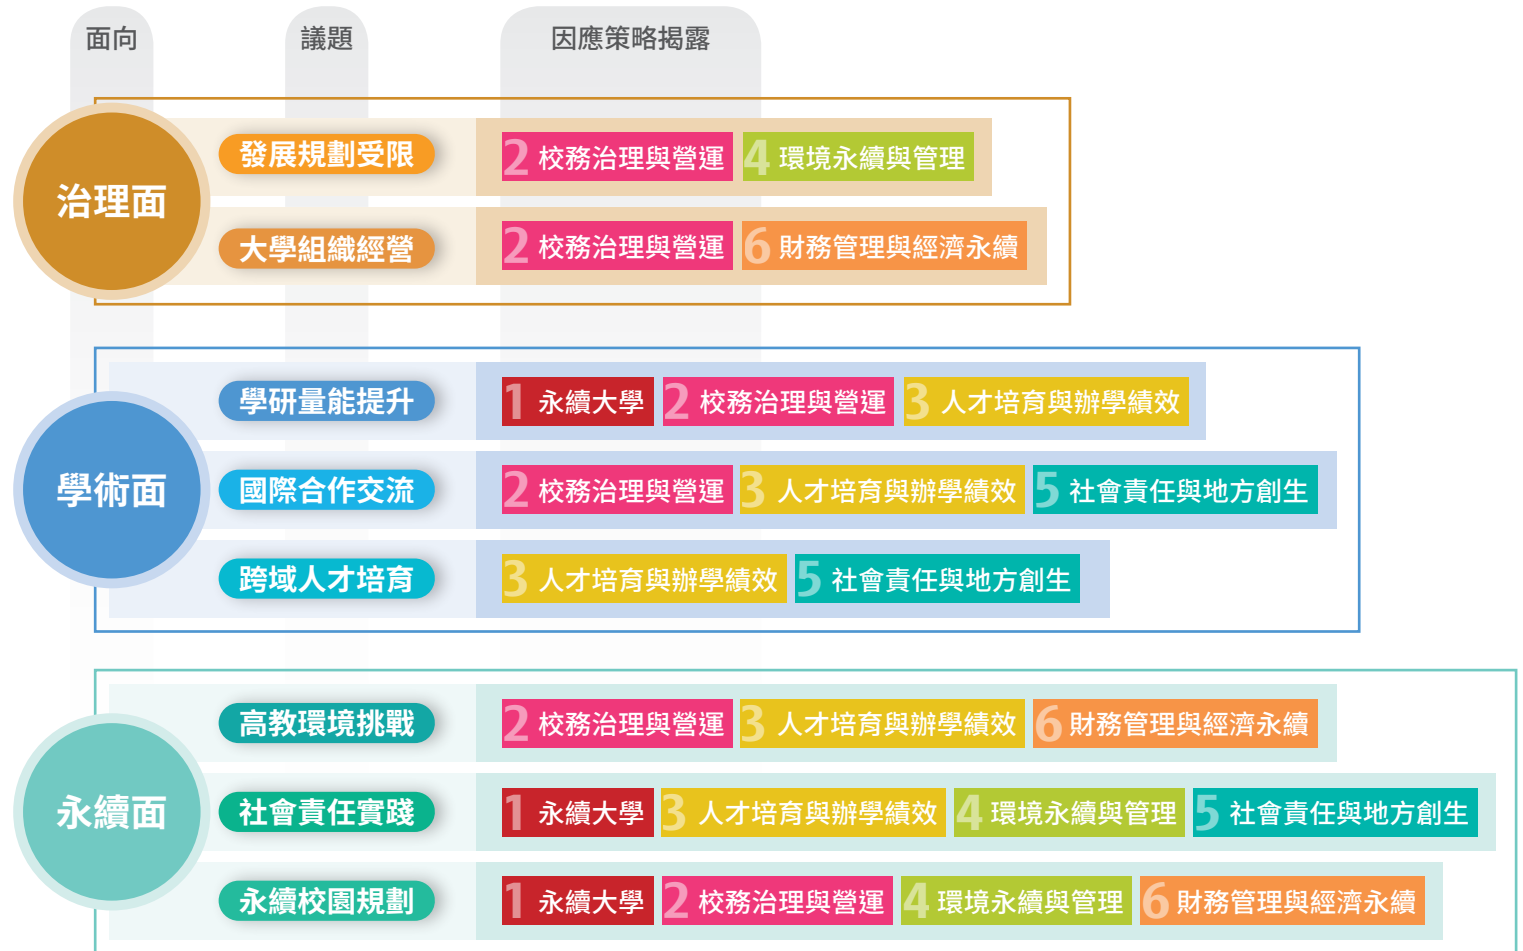 面向 議題 因應策略揭露
治理面
發展規劃受限 2 校務治理與營運 4 環境永續與管理
大學組織經營 2 校務治理與營運 6 財務管理與經濟永續
學術面
學研量能提升 1 永續大學 2 校務治理與營運 3 人才培育與辦學績效
國際合作交流 2 校務治理與營運 3 人才培育與辦學績效 5 社會責任與地方創生
跨域人才培育 3 人才培育與辦學績效 5 社會責任與地方創生
永續面
高教環境挑戰 2 校務治理與營運 3 人才培育與辦學績效 6 財務管理與經濟永續
社會責任實踐 1 永續大學 3 人才培育與辦學績效 4 環境永續與管理 5 社會責任與地方創生
永續校園規劃 1 永續大學 2 校務治理與營運 4 環境永續與管理 6 財務管理與經濟永續